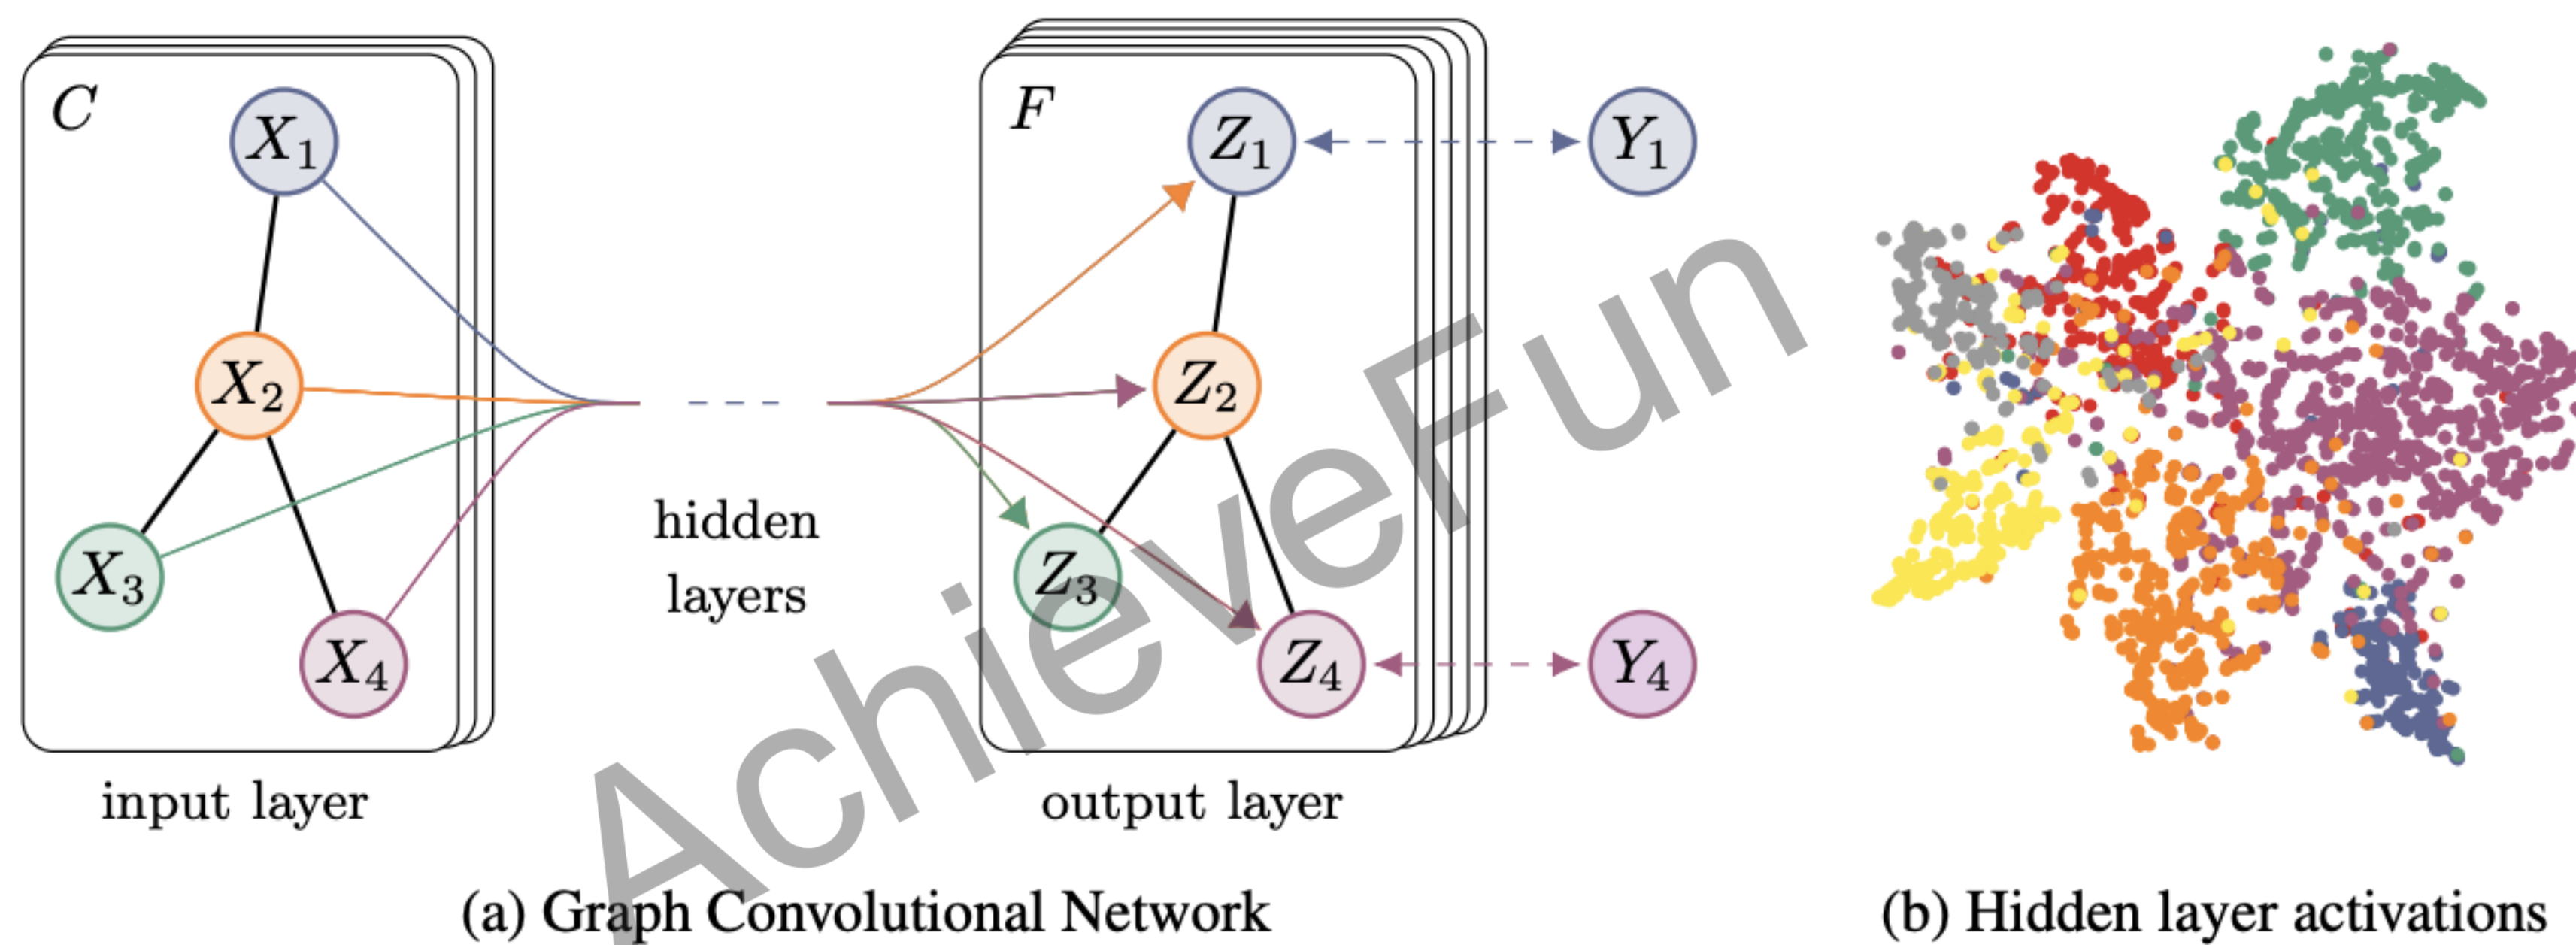 C
X1
X2
X3
X4
input layer
hidden
layers
F
Z1
Z2
Z3
Z4
output layer
Y1
Y4
AchieveFun
(a) Graph Convolutional Network
(b) Hidden layer activations